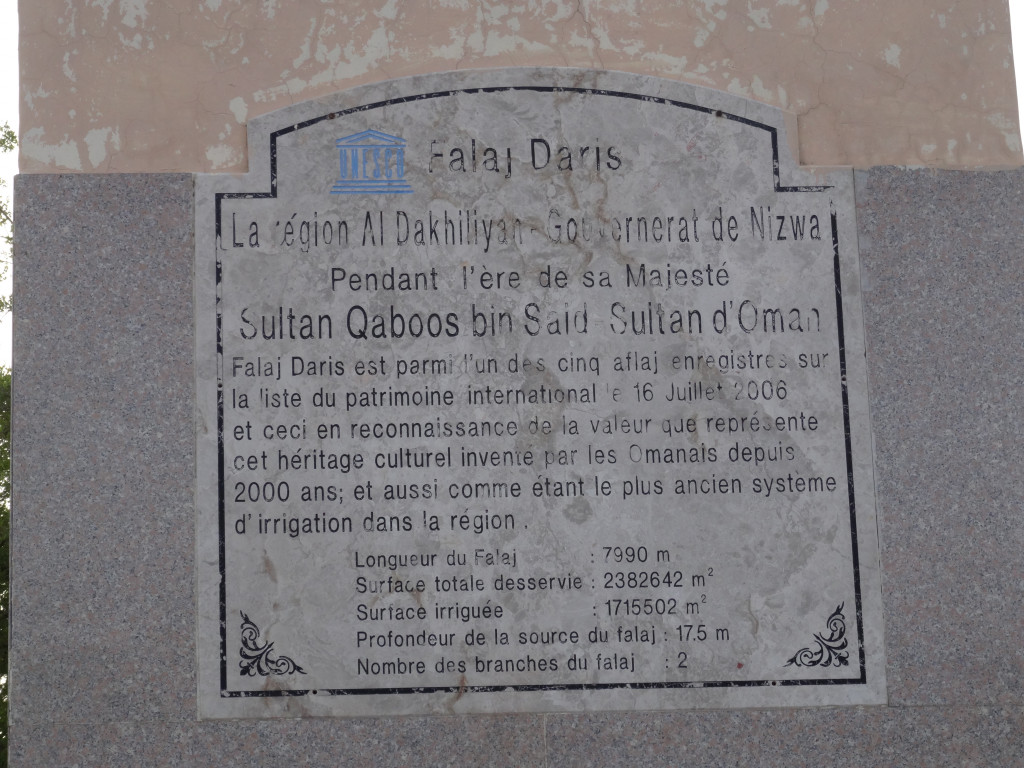 UNESCO
Falaj Daris
La région Al Dakhiliyah - Gouvernerat de Nizwa
Pendant l'ère de sa Majesté
Sultan Qaboos bin Said - Sultan d'Oman
Falaj Daris est parmi l'un des cinq aflaj enregistrés sur
la liste du patrimoine international le 16 Juillet 2006
et ceci en reconnaissance de la valeur que représente
cet héritage culturel inventé par les Omanais depuis
2000 ans; et aussi comme étant le plus ancien système
d'irrigation dans la région .
Longueur du Falaj : 7990 m
Surface totale desservie : 2382642 m²
Surface irriguée : 1715502 m²
Profondeur de la source du falaj : 17.5 m
Nombre des branches du falaj : 2